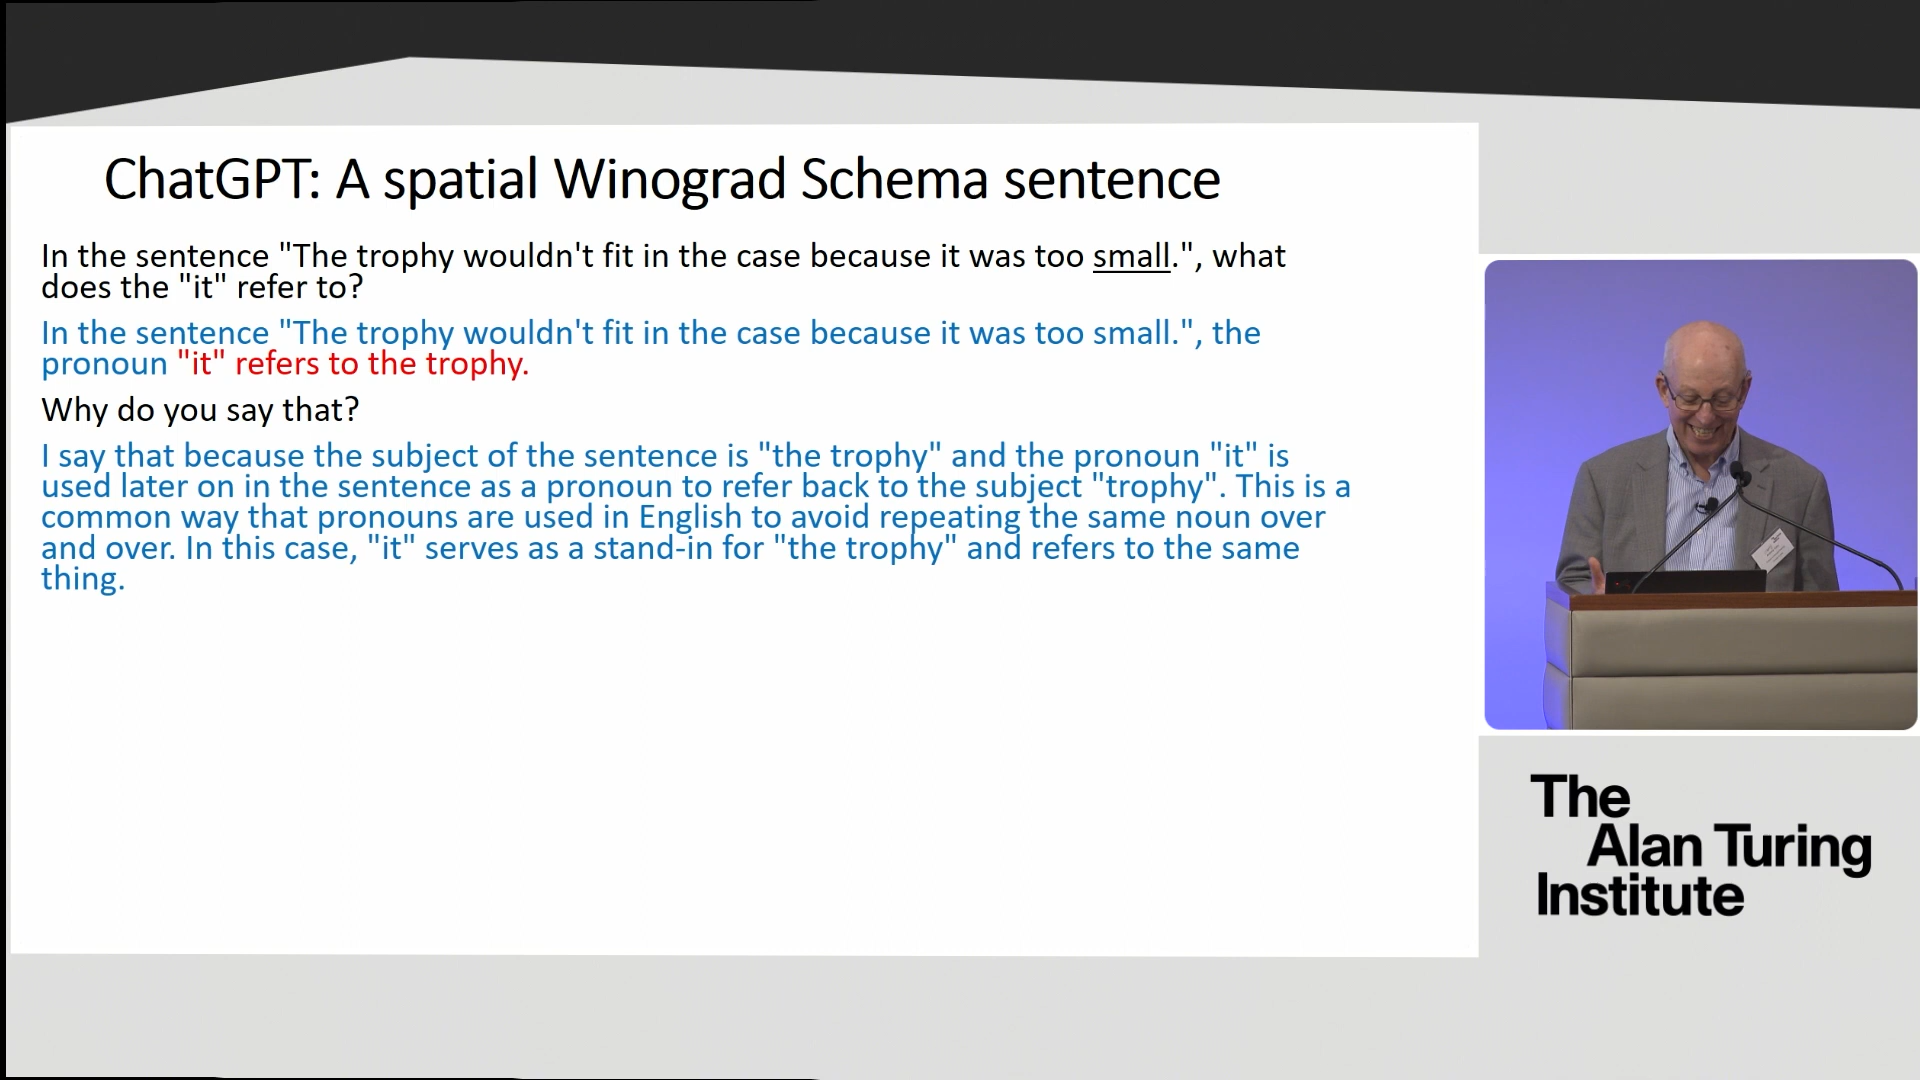 ChatGPT: A spatial Winograd Schema sentence
In the sentence "The trophy wouldn't fit in the case because it was too small.", what
does the "it" refer to?
In the sentence "The trophy wouldn't fit in the case because it was too small.", the
pronoun "it" refers to the trophy.
Why do you say that?
I say that because the subject of the sentence is "the trophy" and the pronoun "it" is
used later on in the sentence as a pronoun to refer back to the subject "trophy". This is a
common way that pronouns are used in English to avoid repeating the same noun over
and over. In this case, "it" serves as a stand-in for "the trophy" and refers to the same
thing.
The
Alan Turing
Institute